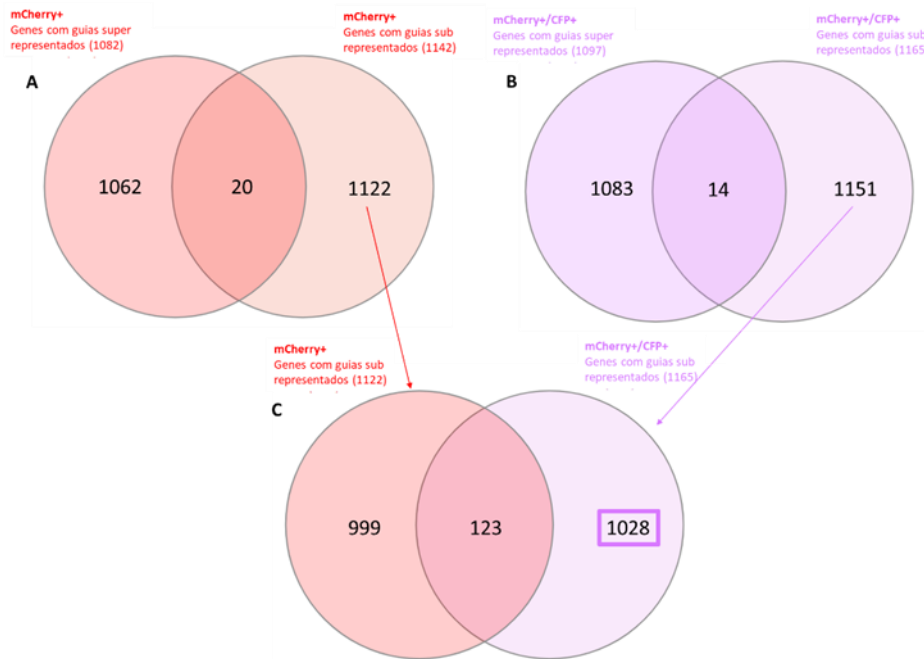 mCherry+
Genes com guias super
representados (1082)
mCherry+
Genes com guias sub
representados (1142)
mCherry+/CFP+
Genes com guias super
representados (1097)
mCherry+/CFP+
Genes com guias sub
representados (1165)
A
1062
20
1122
B
1083
14
1151
mCherry+
Genes com guias sub
representados (1122)
mCherry+/CFP+
Genes com guias sub
representados (1165)
C
999
123
1028